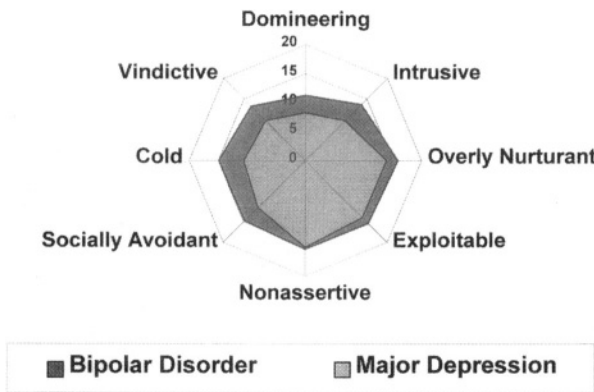 Domineering
20
Vindictive
15
Intrusive
10
5
Cold
0
Overly Nurturant
Socially Avoidant
Exploitable
Nonassertive
Bipolar Disorder
Major Depression